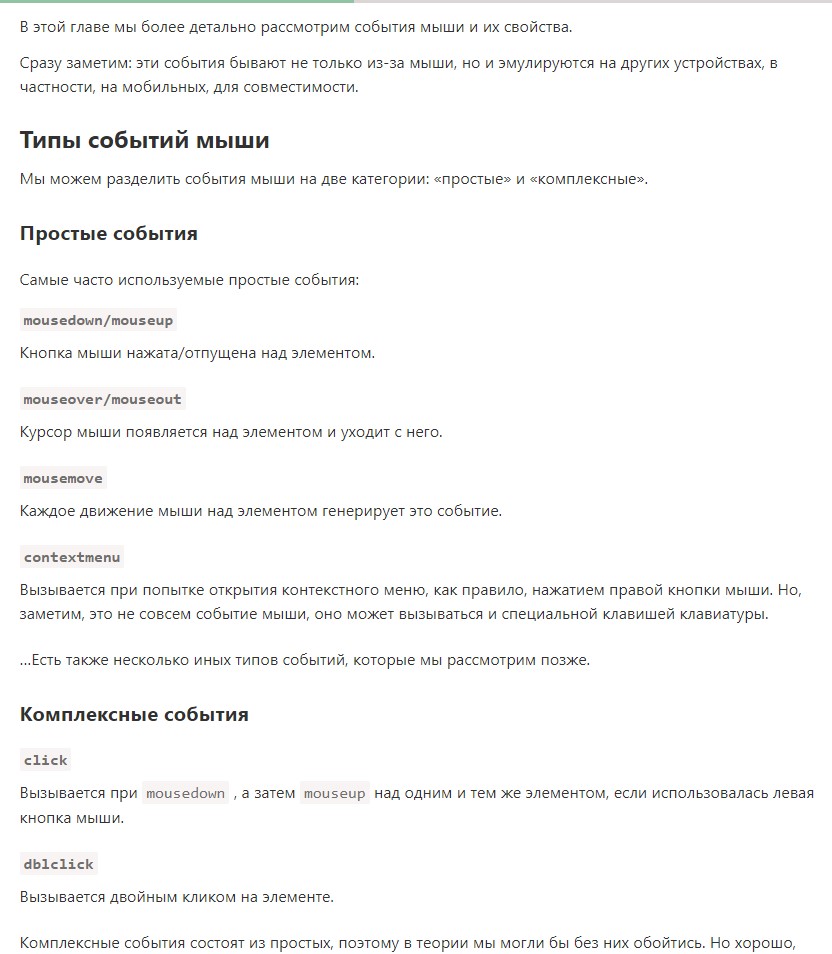 В этой главе мы более детально рассмотрим события мыши и их свойства.
Сразу заметим: эти события бывают не только из-за мыши, но и эмулируются на других устройствах, в
частности, на мобильных, для совместимости.
Типы событий мыши
Мы можем разделить события мыши на две категории: «простые» и «комплексные».
Простые события
Самые часто используемые простые события:
mousedown/mouseup
Кнопка мыши нажата/отпущена над элементом.
mouseover/mouseout
Курсор мыши появляется над элементом и уходит с него.
mousemove
Каждое движение мыши над элементом генерирует это событие.
contextmenu
Вызывается при попытке открытия контекстного меню, как правило, нажатием правой кнопки мыши. Но,
заметим, это не совсем событие мыши, оно может вызываться и специальной клавишей клавиатуры.
…Есть также несколько иных типов событий, которые мы рассмотрим позже.
Комплексные события
click
Вызывается при mousedown , а затем mouseup над одним и тем же элементом, если использовалась левая
кнопка мыши.
dblclick
Вызывается двойным кликом на элементе.
Комплексные события состоят из простых, поэтому в теории мы могли бы без них обойтись. Но хорошо,